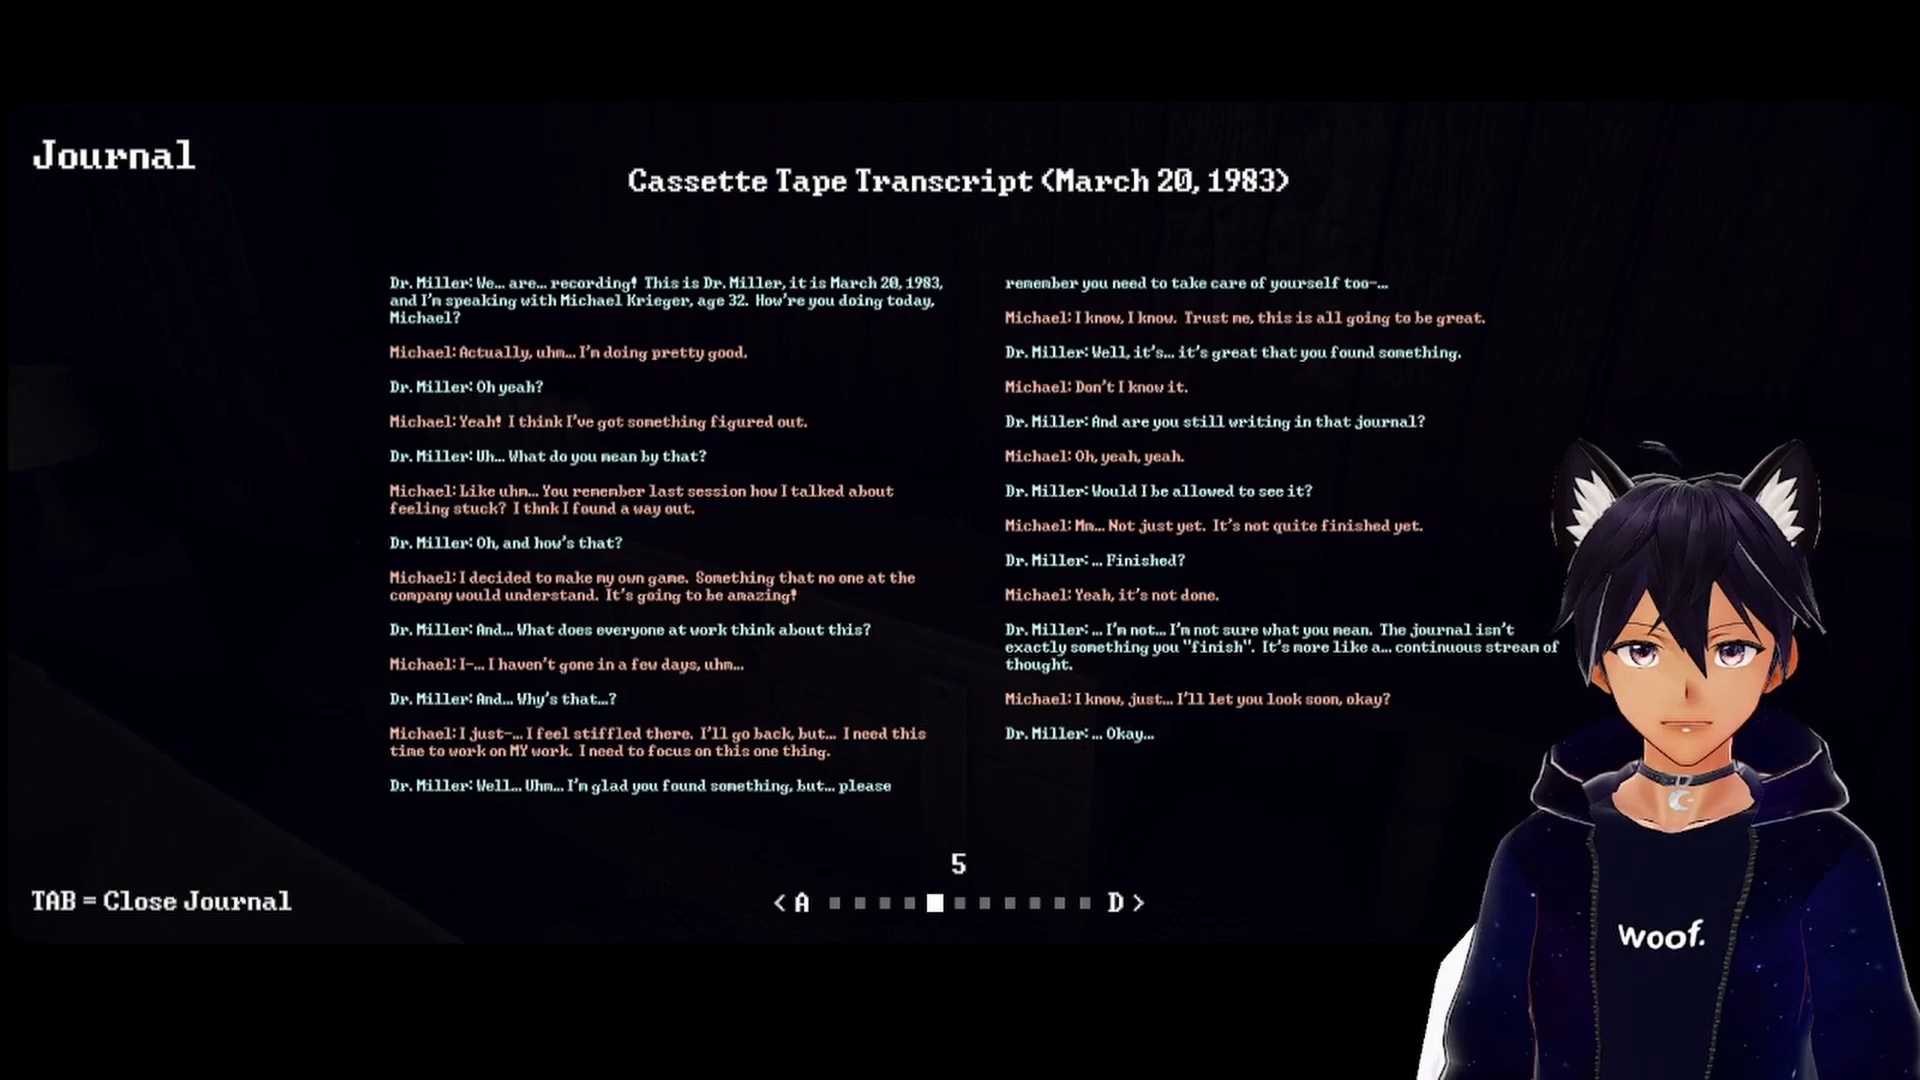 Journal
Cassette Tape Transcript (March 20, 1983)
Dr. Miller: We... are... recording! This is Dr. Miller, it is March 20, 1983,
and I'm speaking with Michael Krieger, age 32. How're you doing today,
Michael?
Michael: Actually, uhm... I'm doing pretty good.
Dr. Miller: Oh yeah?
Michael: Yeah! I think I've got something figured out.
Dr. Miller: Uh... What do you mean by that?
Michael: Like uhm... You remember last session how I talked about
feeling stuck? I thnk I found a way out.
Dr. Miller: Oh, and how's that?
Michael: I decided to make my own game. Something that no one at the
company would understand. It's going to be amazing!
Dr. Miller: And... What does everyone at work think about this?
Michael: I-... I haven't gone in a few days, uhm...
Dr. Miller: And... Why's that...?
Michael: I just-... I feel stiffled there. I'll go back, but... I need this
time to work on MY work. I need to focus on this one thing.
Dr. Miller: Well... Uhm... I'm glad you found something, but... please
remember you need to take care of yourself too-...
Michael: I know, I know. Trust me, this is all going to be great.
Dr. Miller: Well, it's... it's great that you found something.
Michael: Don't I know it.
Dr. Miller: And are you still writing in that journal?
Michael: Oh, yeah, yeah.
Dr. Miller: Would I be allowed to see it?
Michael: Mm... Not just yet. It's not quite finished yet.
Dr. Miller: ... Finished?
Michael: Yeah, it's not done.
Dr. Miller: ... I'm not... I'm not sure what you mean. The journal isn't
exactly something you "finish". It's more like a... continuous stream of
thought.
Michael: I know, just... I'll let you look soon, okay?
Dr. Miller: ... Okay...
5
TAB = Close Journal
< A
D >
woof.